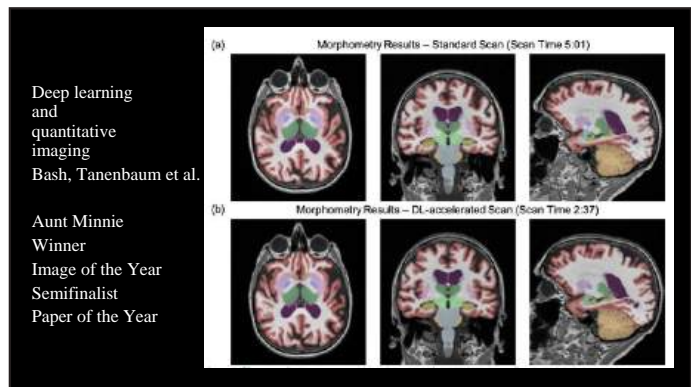 Deep learning
and
quantitative
imaging
Bash, Tanenbaum et al.
Aunt Minnie
Winner
Image of the Year
Semifinalist
Paper of the Year
(a) Morphometry Results – Standard Scan (Scan Time 5:01)
(b) Morphometry Results – DL-accelerated Scan (Scan Time 2:37)